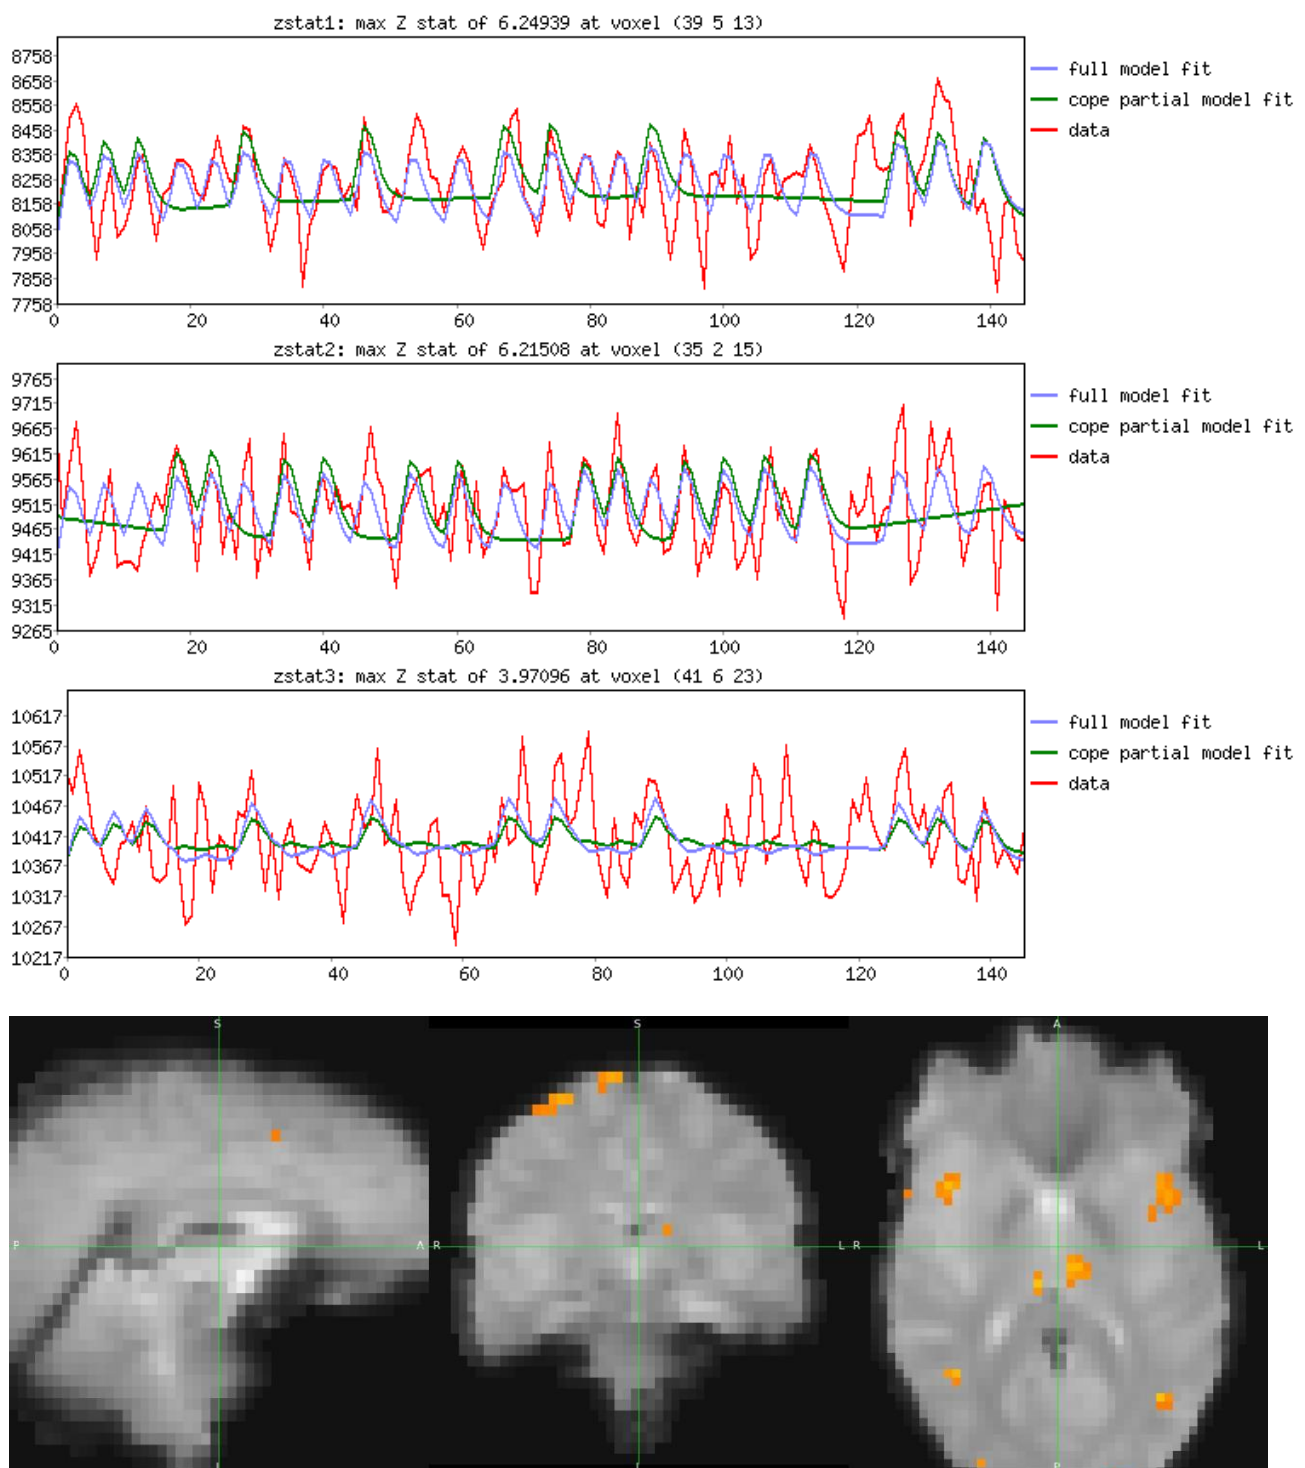 zstat1: max Z stat of 6.24939 at voxel (39 5 13)
8758
8658
8558
8458
8358
8258
8158
8058
7958
7858
7758
0 20 40 60 80 100 120 140
full model fit
cope partial model fit
data
zstat2: max Z stat of 6.21508 at voxel (35 2 15)
9765
9715
9665
9615
9565
9515
9465
9415
9365
9315
9265
0 20 40 60 80 100 120 140
full model fit
cope partial model fit
data
zstat3: max Z stat of 3.97096 at voxel (41 6 23)
10617
10567
10517
10467
10417
10367
10317
10267
10217
0 20 40 60 80 100 120 140
full model fit
cope partial model fit
data
S S A
P A R L R L